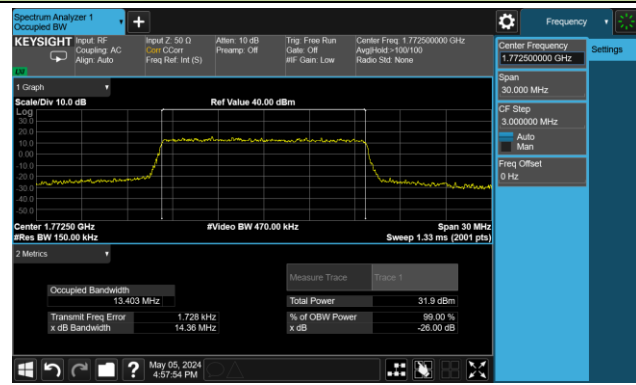 Spectrum Analyzer 1
Occupied BW
Frequency
KEYSIGHT
Input: RF
Coupling: AC
Align: Auto
Input Z: 50 Ω
Corr CCorr
Freq Ref: Int (S)
Atten: 10 dB
Preamp: Off
Trig: Free Run
Gate: Off
#IF Gain: Low
Center Freq: 1.772500000 GHz
Avg|Hold:>100/100
Radio Std: None
LW
Center Frequency
1.772500000 GHz
Settings
Span
30.000 MHz
CF Step
3.000000 MHz
Auto
Man
Freq Offset
0 Hz
1 Graph
Scale/Div 10.0 dB
Ref Value 40.00 dBm
Log
30.0
20.0
10.0
0.00
-10.0
-20.0
-30.0
-40.0
-50.0
Center 1.77250 GHz
#Video BW 470.00 kHz
Span 30 MHz
#Res BW 150.00 kHz
Sweep 1.33 ms (2001 pts)
2 Metrics
Measure Trace
Trace 1
Occupied Bandwidth
13.403 MHz
Total Power
31.9 dBm
Transmit Freq Error
1.728 kHz
% of OBW Power
99.00 %
x dB Bandwidth
14.36 MHz
x dB
-26.00 dB
?
May 05, 2024
4:57:54 PM